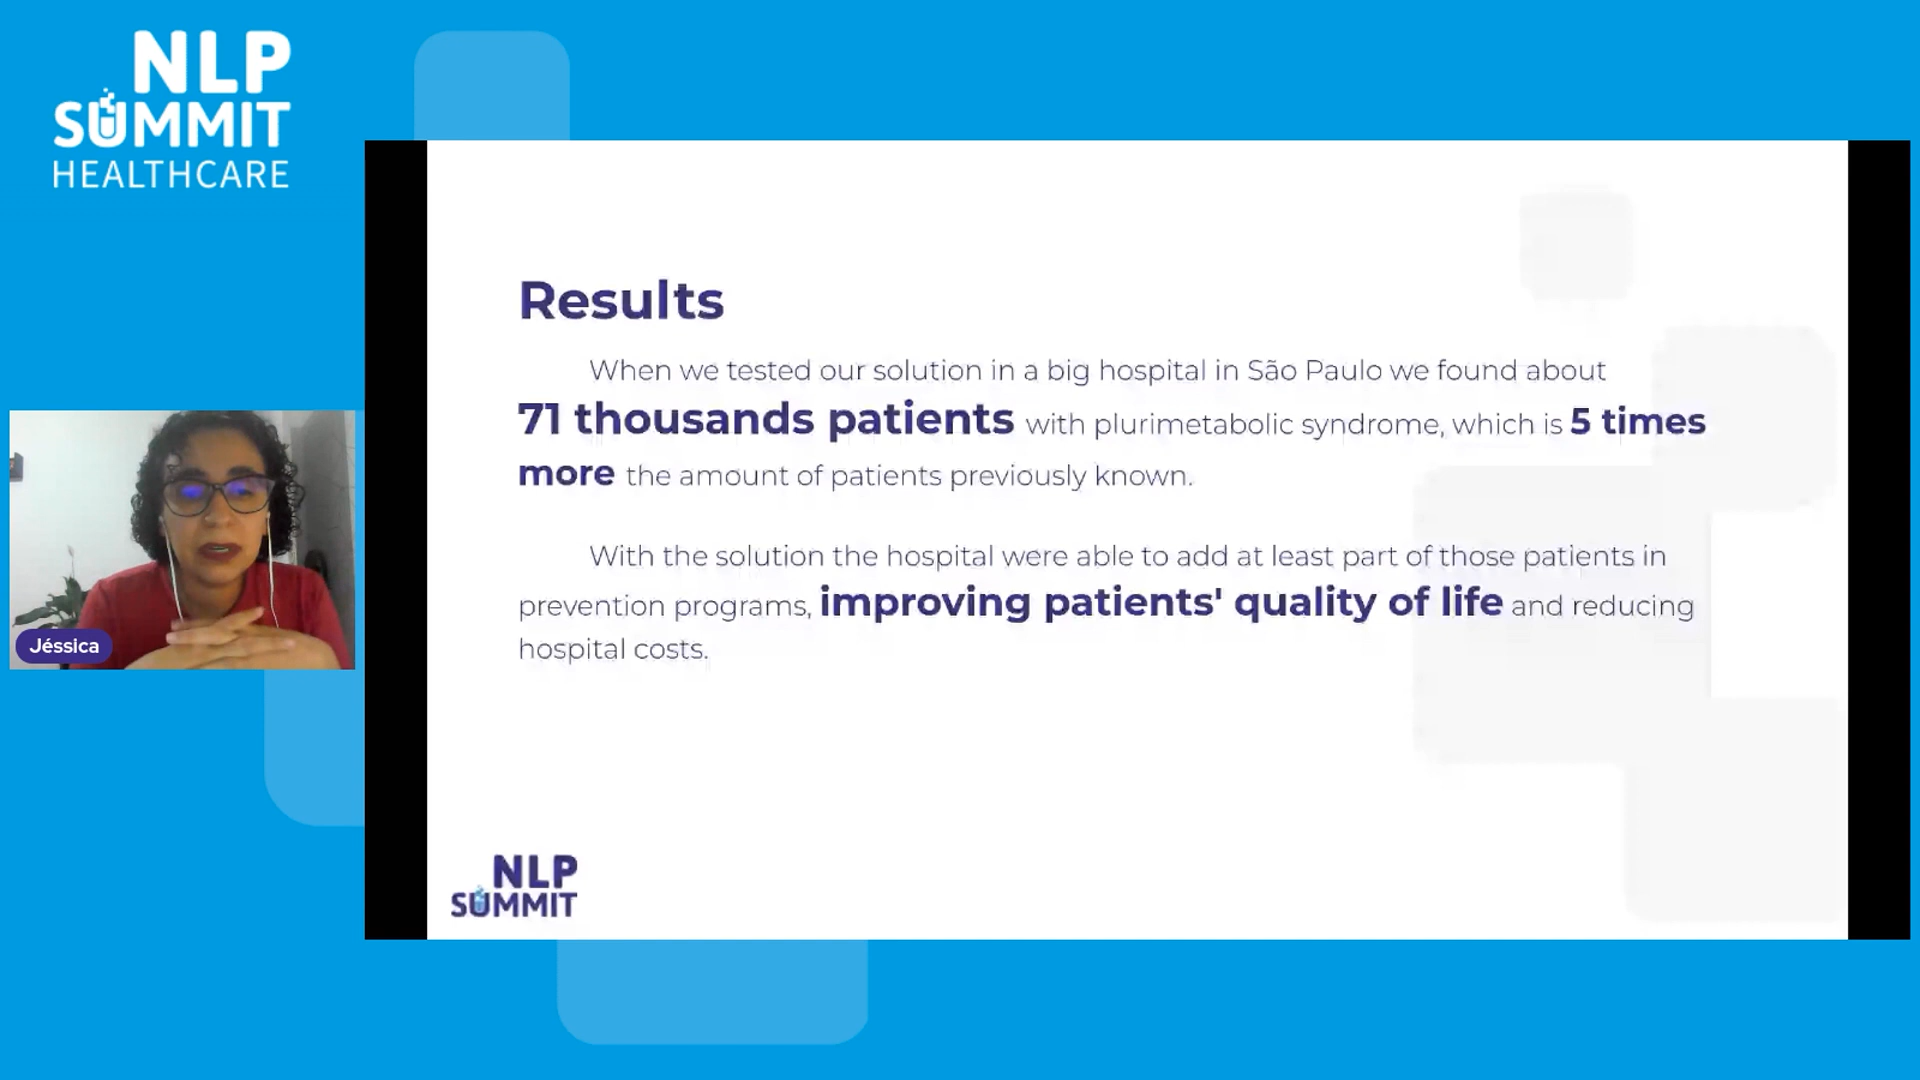 NLP
SUMMIT
HEALTHCARE
Jéssica
Results
When we tested our solution in a big hospital in São Paulo we found about
71 thousands patients with plurimetabolic syndrome, which is 5 times
more the amount of patients previously known.
With the solution the hospital were able to add at least part of those patients in
prevention programs, improving patients' quality of life and reducing
hospital costs.
NLP
SUMMIT